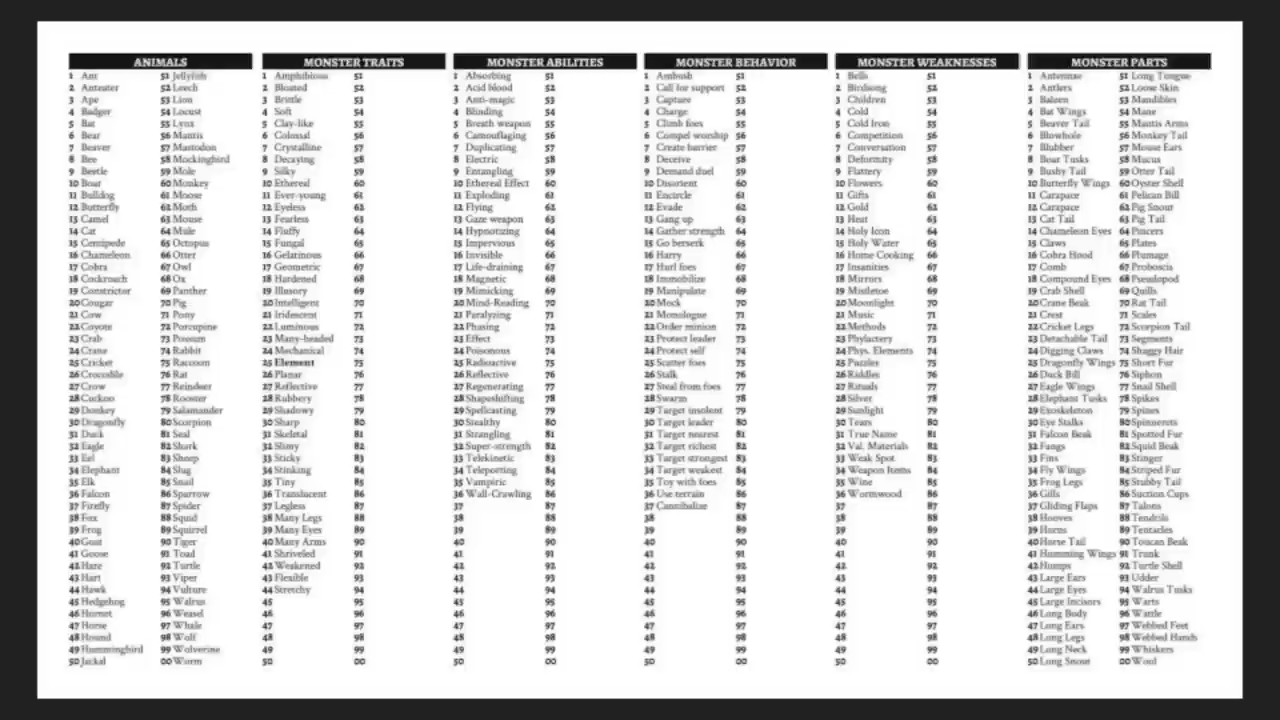 ANIMALS
1 Ant
2 Anteater
3 Ape
4 Badger
5 Bat
6 Bear
7 Beaver
8 Bee
9 Beetle
10 Boar
11 Bulldog
12 Butterfly
13 Camel
14 Cat
15 Centipede
16 Chameleon
17 Cobra
18 Cockroach
19 Constrictor
20 Cougar
21 Cow
22 Coyote
23 Crab
24 Crane
25 Cricket
26 Crocodile
27 Crow
28 Cuckoo
29 Donkey
30 Dragonfly
31 Duck
32 Eagle
33 Eel
34 Elephant
35 Elk
36 Falcon
37 Firefly
38 Fox
39 Frog
40 Goat
41 Goose
42 Hare
43 Hart
44 Hawk
45 Hedgehog
46 Hornet
47 Horse
48 Hound
49 Hummingbird
50 Jackal
51 Jellyfish
52 Leech
53 Lion
54 Locust
55 Lynx
56 Mantis
57 Mastodon
58 Mockingbird
59 Mole
60 Monkey
61 Moose
62 Moth
63 Mouse
64 Mule
65 Octopus
66 Otter
67 Owl
68 Ox
69 Panther
70 Pig
71 Pony
72 Porcupine
73 Possum
74 Rabbit
75 Raccoon
76 Rat
77 Reindeer
78 Rooster
79 Salamander
80 Scorpion
81 Seal
82 Shark
83 Sheep
84 Slug
85 Snail
86 Sparrow
87 Spider
88 Squid
89 Squirrel
90 Tiger
91 Toad
92 Turtle
93 Viper
94 Vulture
95 Walrus
96 Weasel
97 Whale
98 Wolf
99 Wolverine
00 Worm
MONSTER TRAITS
1 Amphibious
2 Bloated
3 Brittle
4 Soft
5 Clay-like
6 Colossal
7 Crystalline
8 Decaying
9 Silky
10 Ethereal
11 Ever-young
12 Eyeless
13 Fearless
14 Fluffy
15 Fungal
16 Gelatinous
17 Geometric
18 Hardened
19 Illusory
20 Intelligent
21 Iridescent
22 Luminous
23 Many-headed
24 Mechanical
25 Element
26 Planar
27 Reflective
28 Rubbery
29 Shadowy
30 Sharp
31 Skeletal
32 Slimy
33 Sticky
34 Stinking
35 Tiny
36 Translucent
37 Legless
38 Many Legs
39 Many Eyes
40 Many Arms
41 Shriveled
42 Weakened
43 Flexible
44 Stretchy
45
46
47
48
49
50
51
52
53
54
55
56
57
58
59
60
61
62
63
64
65
66
67
68
69
70
71
72
73
74
75
76
77
78
79
80
81
82
83
84
85
86
87
88
89
90
91
92
93
94
95
96
97
98
99
00
MONSTER ABILITIES
1 Absorbing
2 Acid blood
3 Anti-magic
4 Blinding
5 Breath weapon
6 Camouflaging
7 Duplicating
8 Electric
9 Entangling
10 Ethereal Effect
11 Exploding
12 Flying
13 Gaze weapon
14 Hypnotizing
15 Impervious
16 Invisible
17 Life-draining
18 Magnetic
19 Mimicking
20 Mind-Reading
21 Paralyzing
22 Phasing
23 Effect
24 Poisonous
25 Radioactive
26 Reflective
27 Regenerating
28 Shapeshifting
29 Spellcasting
30 Stealthy
31 Strangling
32 Super-strength
33 Telekinetic
34 Teleporting
35 Vampiric
36 Wall-Crawling
37
38
39
40
41
42
43
44
45
46
47
48
49
50
51
52
53
54
55
56
57
58
59
60
61
62
63
64
65
66
67
68
69
70
71
72
73
74
75
76
77
78
79
80
81
82
83
84
85
86
87
88
89
90
91
92
93
94
95
96
97
98
99
00
MONSTER BEHAVIOR
1 Ambush
2 Call for support
3 Capture
4 Charge
5 Climb foes
6 Compel worship
7 Create barrier
8 Deceive
9 Demand duel
10 Disorient
11 Encircle
12 Evade
13 Gang up
14 Gather strength
15 Go berserk
16 Harry
17 Hurl foes
18 Immobilize
19 Manipulate
20 Mock
21 Monologue
22 Order minion
23 Protect leader
24 Protect self
25 Scatter foes
26 Stalk
27 Steal from foes
28 Swarm
29 Target insolent
30 Target leader
31 Target nearest
32 Target richest
33 Target strongest
34 Target weakest
35 Toy with foes
36 Use terrain
37 Cannibalize
38
39
40
41
42
43
44
45
46
47
48
49
50
51
52
53
54
55
56
57
58
59
60
61
62
63
64
65
66
67
68
69
70
71
72
73
74
75
76
77
78
79
80
81
82
83
84
85
86
87
88
89
90
91
92
93
94
95
96
97
98
99
00
MONSTER WEAKNESSES
1 Bells
2 Birdsong
3 Children
4 Cold
5 Cold Iron
6 Competition
7 Conversation
8 Deformity
9 Flattery
10 Flowers
11 Gifts
12 Gold
13 Heat
14 Holy Icon
15 Holy Water
16 Home Cooking
17 Insanities
18 Mirrors
19 Mistletoe
20 Moonlight
21 Music
22 Methods
23 Phylactery
24 Phys. Elements
25 Puzzles
26 Riddles
27 Rituals
28 Silver
29 Sunlight
30 Tears
31 True Name
32 Val. Materials
33 Weak Spot
34 Weapon Items
35 Wine
36 Wormwood
37
38
39
40
41
42
43
44
45
46
47
48
49
50
51
52
53
54
55
56
57
58
59
60
61
62
63
64
65
66
67
68
69
70
71
72
73
74
75
76
77
78
79
80
81
82
83
84
85
86
87
88
89
90
91
92
93
94
95
96
97
98
99
00
MONSTER PARTS
1 Antennae
2 Antlers
3 Baleen
4 Bat Wings
5 Beaver Tail
6 Blowhole
7 Blubber
8 Boar Tusks
9 Bushy Tail
10 Butterfly Wings
11 Carapace
12 Carapace
13 Cat Tail
14 Chameleon Eyes
15 Claws
16 Cobra Hood
17 Comb
18 Compound Eyes
19 Crab Shell
20 Crane Beak
21 Crest
22 Cricket Legs
23 Detachable Tail
24 Digging Claws
25 Dragonfly Wings
26 Duck Bill
27 Eagle Wings
28 Elephant Tusks
29 Exoskeleton
30 Eye Stalks
31 Falcon Beak
32 Fangs
33 Fins
34 Fly Wings
35 Frog Legs
36 Gills
37 Gliding Flaps
38 Hooves
39 Horns
40 Horse Tail
41 Humming Wings
42 Humps
43 Large Ears
44 Large Eyes
45 Large Incisors
46 Long Body
47 Long Ears
48 Long Legs
49 Long Neck
50 Long Snout
51 Long Tongue
52 Loose Skin
53 Mandibles
54 Mane
55 Mantis Arms
56 Monkey Tail
57 Mouse Ears
58 Mucus
59 Otter Tail
60 Oyster Shell
61 Pelican Bill
62 Pig Snout
63 Pig Tail
64 Pincers
65 Plates
66 Plumage
67 Proboscis
68 Pseudopod
69 Quills
70 Rat Tail
71 Scales
72 Scorpion Tail
73 Segments
74 Shaggy Hair
75 Short Fur
76 Siphon
77 Snail Shell
78 Spikes
79 Spines
80 Spinnerets
81 Spotted Fur
82 Squid Beak
83 Stinger
84 Striped Fur
85 Stubby Tail
86 Suction Cups
87 Talons
88 Tendrils
89 Tentacles
90 Toucan Beak
91 Trunk
92 Turtle Shell
93 Udder
94 Walrus Tusks
95 Warts
96 Wattle
97 Webbed Feet
98 Webbed Hands
99 Whiskers
00 Wool